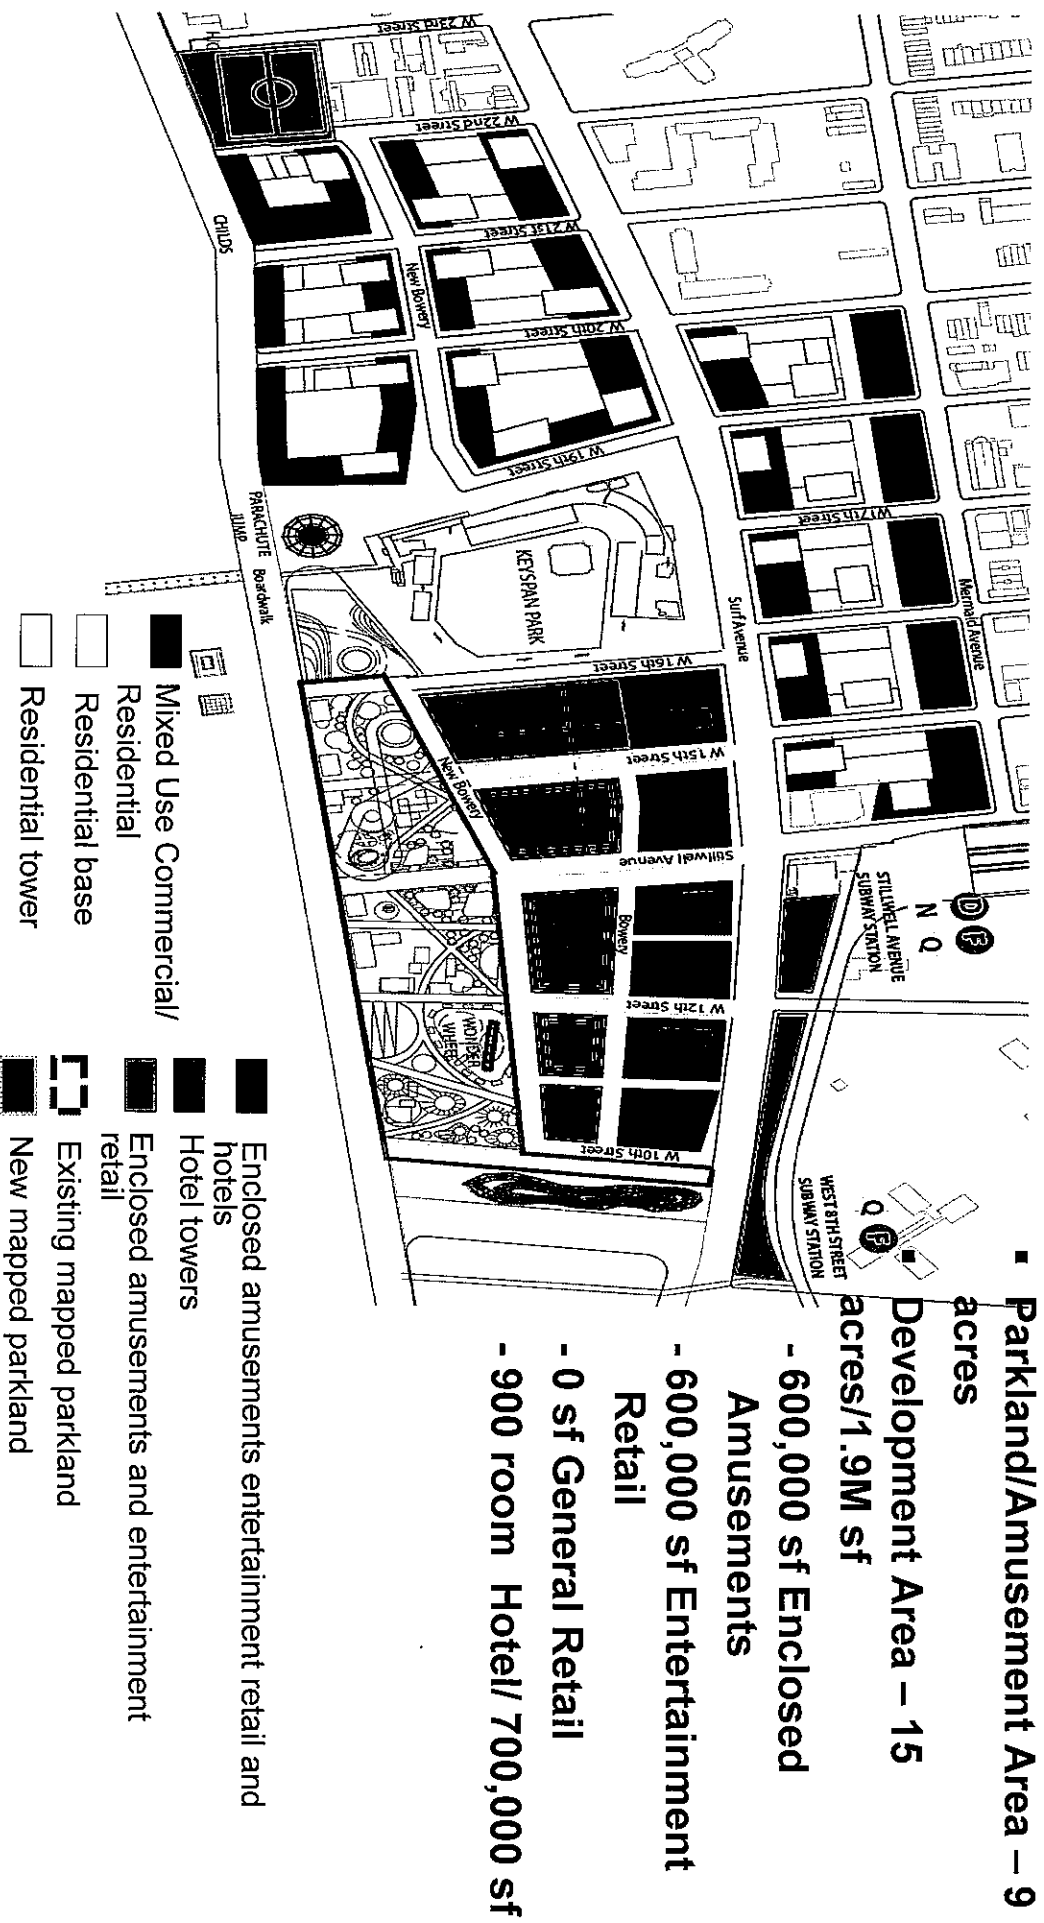 ▪ Parkland/Amusement Area – 9
acres
▪ Development Area – 15
acres/1.9M sf
- 600,000 sf Enclosed
Amusements
- 600,000 sf Entertainment
Retail
- 0 sf General Retail
- 900 room Hotel/ 700,000 sf
D F
N Q
STILLWELL AVENUE
SUBWAY STATION
Q F
WEST 8TH STREET
SUBWAY STATION
Mermaid Avenue
Surf Avenue
W 23rd Street
W 22nd Street
W 21st Street
W 20th Street
W 19th Street
W17th Street
W 16th Street
W 15th Street
Stillwell Avenue
W 12th Street
W 10th Street
New Bowery
New Bowery
Bowery
KEYSPAN PARK
WONDER
WHEEL
CHILDS
PARACHUTE
JUMP
Boardwalk
Mixed Use Commercial/
Residential
Residential base
Residential tower
Enclosed amusements entertainment retail and
hotels
Hotel towers
Enclosed amusements and entertainment
retail
Existing mapped parkland
New mapped parkland